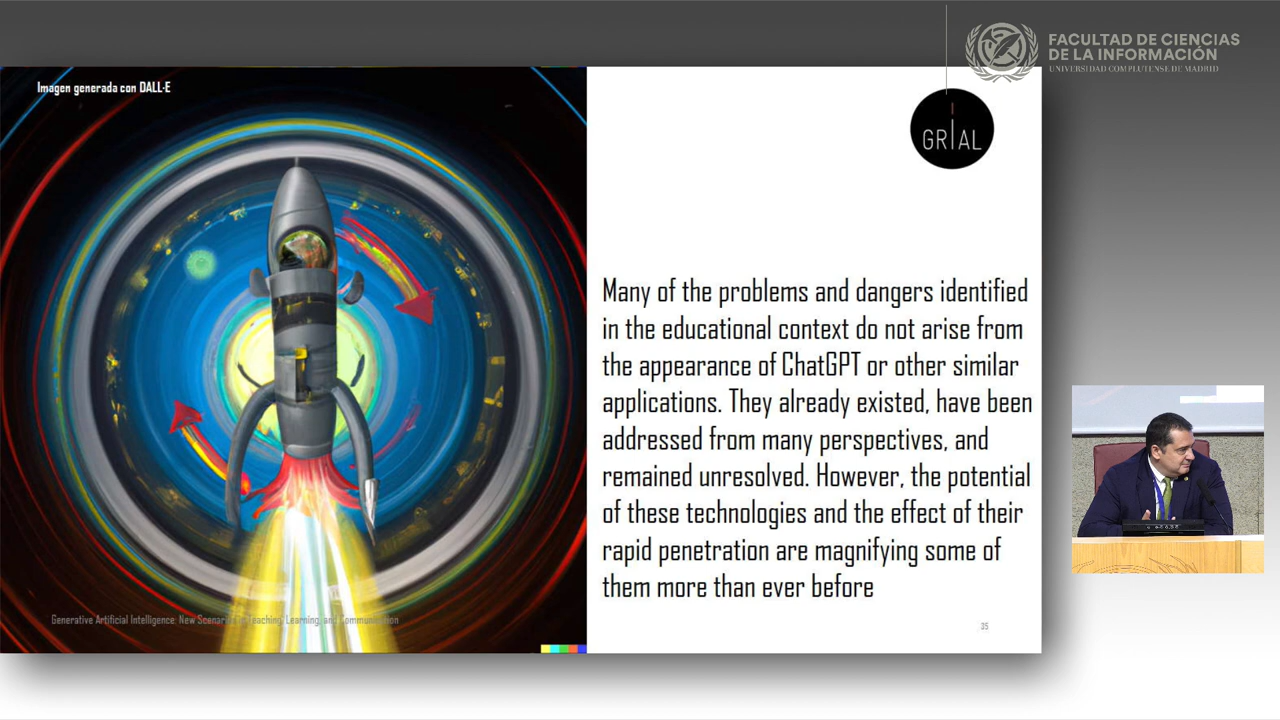 FACULTAD DE CIENCIAS
DE LA INFORMACIÓN
UNIVERSIDAD COMPLUTENSE DE MADRID
Imagen generada con DALL·E
GRIAL
Many of the problems and dangers identified
in the educational context do not arise from
the appearance of ChatGPT or other similar
applications. They already existed, have been
addressed from many perspectives, and
remained unresolved. However, the potential
of these technologies and the effect of their
rapid penetration are magnifying some of
them more than ever before
Generative Artificial Intelligence: New Scenarios in Teaching, Learning, and Communication
35